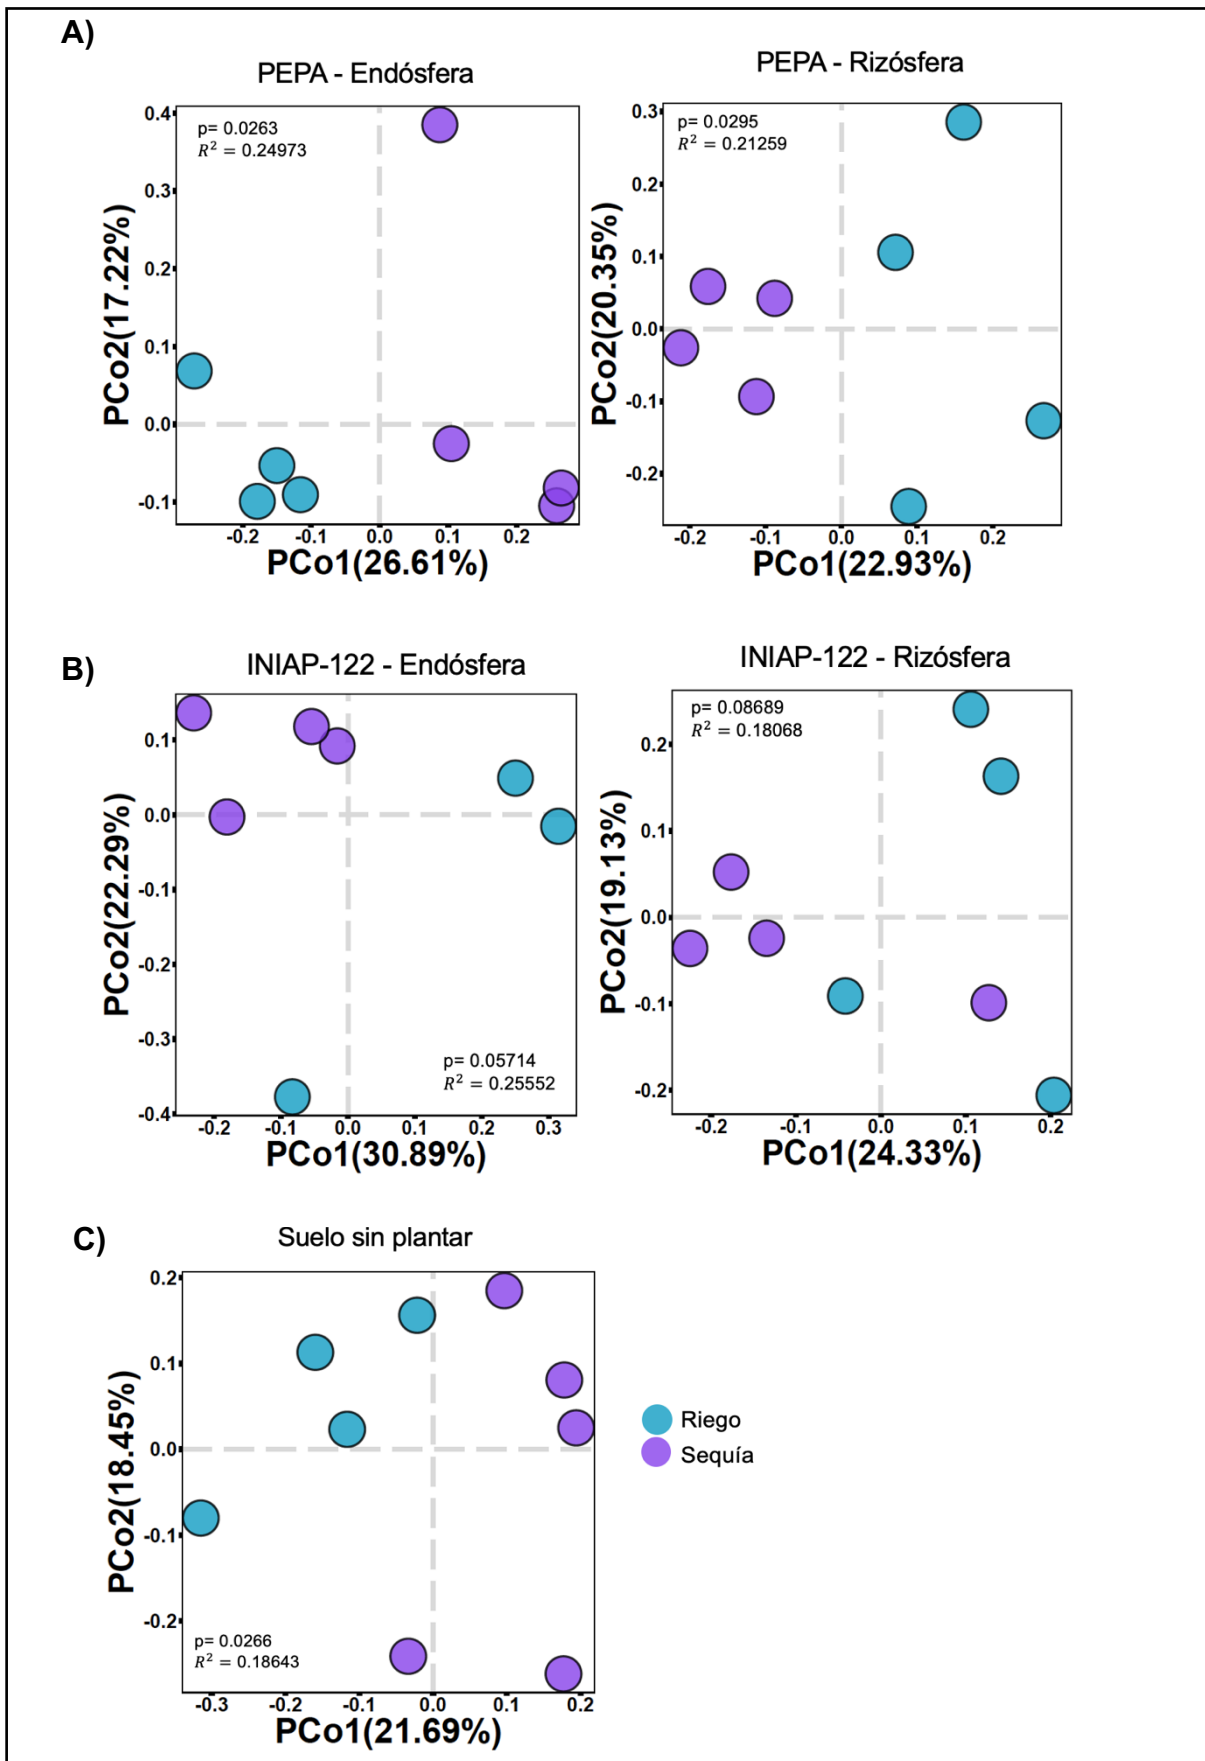 A)
PEPA - Endósfera
p= 0.0263
R² = 0.24973
0.4
0.3
0.2
0.1
0.0
-0.1
PCo2(17.22%)
-0.2 -0.1 0.0 0.1 0.2
PCo1(26.61%)
PEPA - Rizósfera
p= 0.0295
R² = 0.21259
0.3
0.2
0.1
0.0
-0.1
-0.2
PCo2(20.35%)
-0.2 -0.1 0.0 0.1 0.2
PCo1(22.93%)
B)
INIAP-122 - Endósfera
0.1
0.0
-0.1
-0.2
-0.3
-0.4
PCo2(22.29%)
p= 0.05714
R² = 0.25552
-0.2 -0.1 0.0 0.1 0.2 0.3
PCo1(30.89%)
INIAP-122 - Rizósfera
p= 0.08689
R² = 0.18068
0.2
0.1
0.0
-0.1
-0.2
PCo2(19.13%)
-0.2 -0.1 0.0 0.1 0.2
PCo1(24.33%)
C)
Suelo sin plantar
0.2
0.1
0.0
-0.1
-0.2
PCo2(18.45%)
p= 0.0266
R² = 0.18643
-0.3 -0.2 -0.1 0.0 0.1 0.2
PCo1(21.69%)
Riego
Sequía